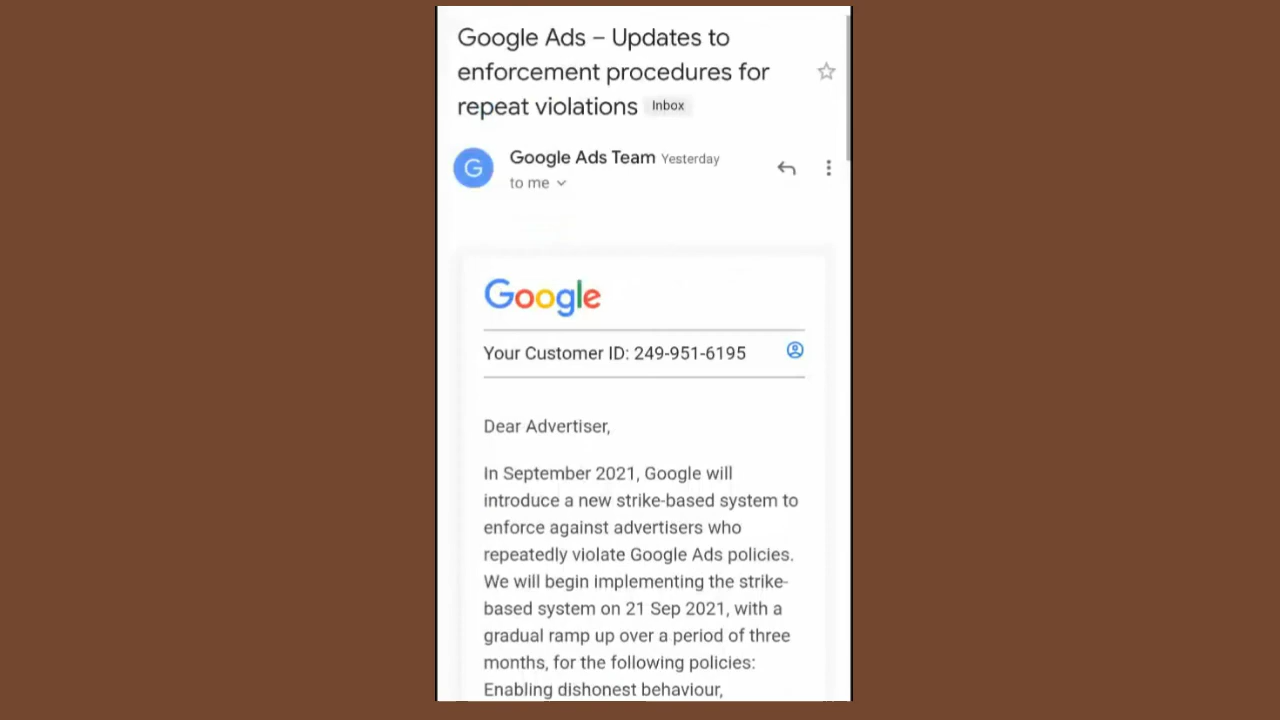 Google Ads – Updates to
enforcement procedures for
repeat violations Inbox
G
Google Ads Team Yesterday
to me
Google
Your Customer ID: 249-951-6195
Dear Advertiser,
In September 2021, Google will
introduce a new strike-based system to
enforce against advertisers who
repeatedly violate Google Ads policies.
We will begin implementing the strike-
based system on 21 Sep 2021, with a
gradual ramp up over a period of three
months, for the following policies:
Enabling dishonest behaviour,